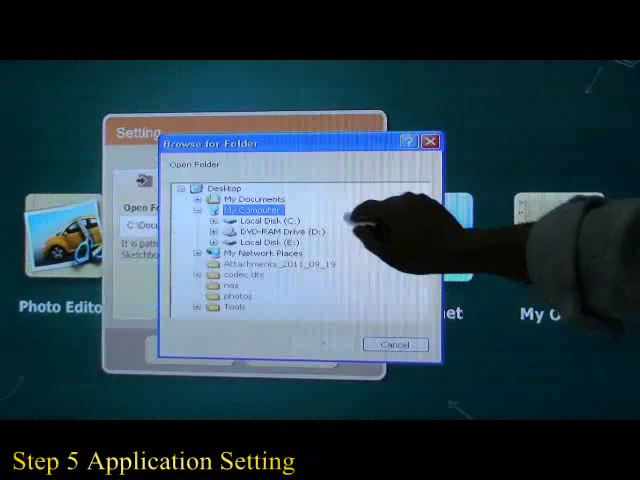 Setting
Browse for Folder
Open Folder
Desktop
My Documents
My Computer
Local Disk (C:)
DVD-RAM Drive (D:)
Local Disk (E:)
My Network Places
Attachments_2011_09_19
codec dts
nas
photos
Tools
Cancel
Open Fo
C:\Docu
It is pat
Sketchbo
Photo Edito
net
My
Step 5 Application Setting